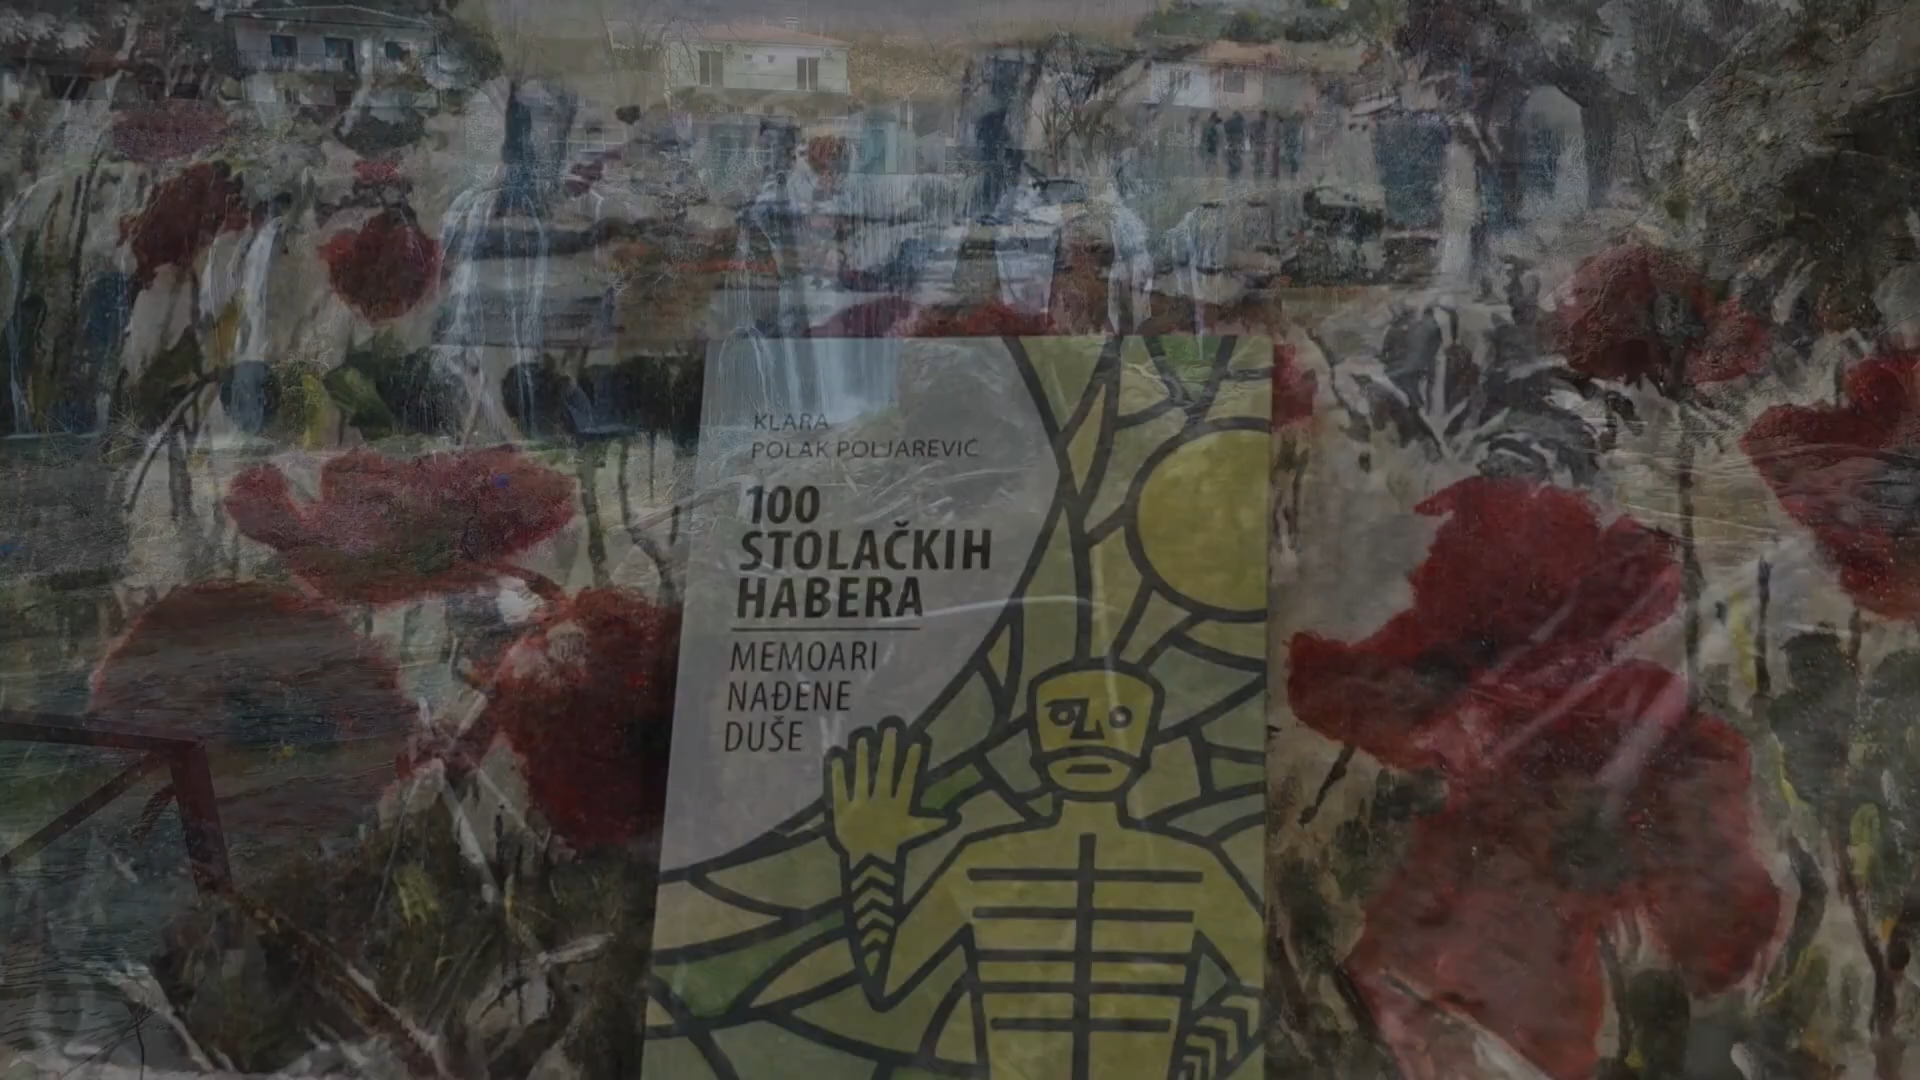 KLARA
POLAK POLJAREVIĆ
100
STOLAČKIH
HABERA
MEMOARI
NAĐENE
DUŠE